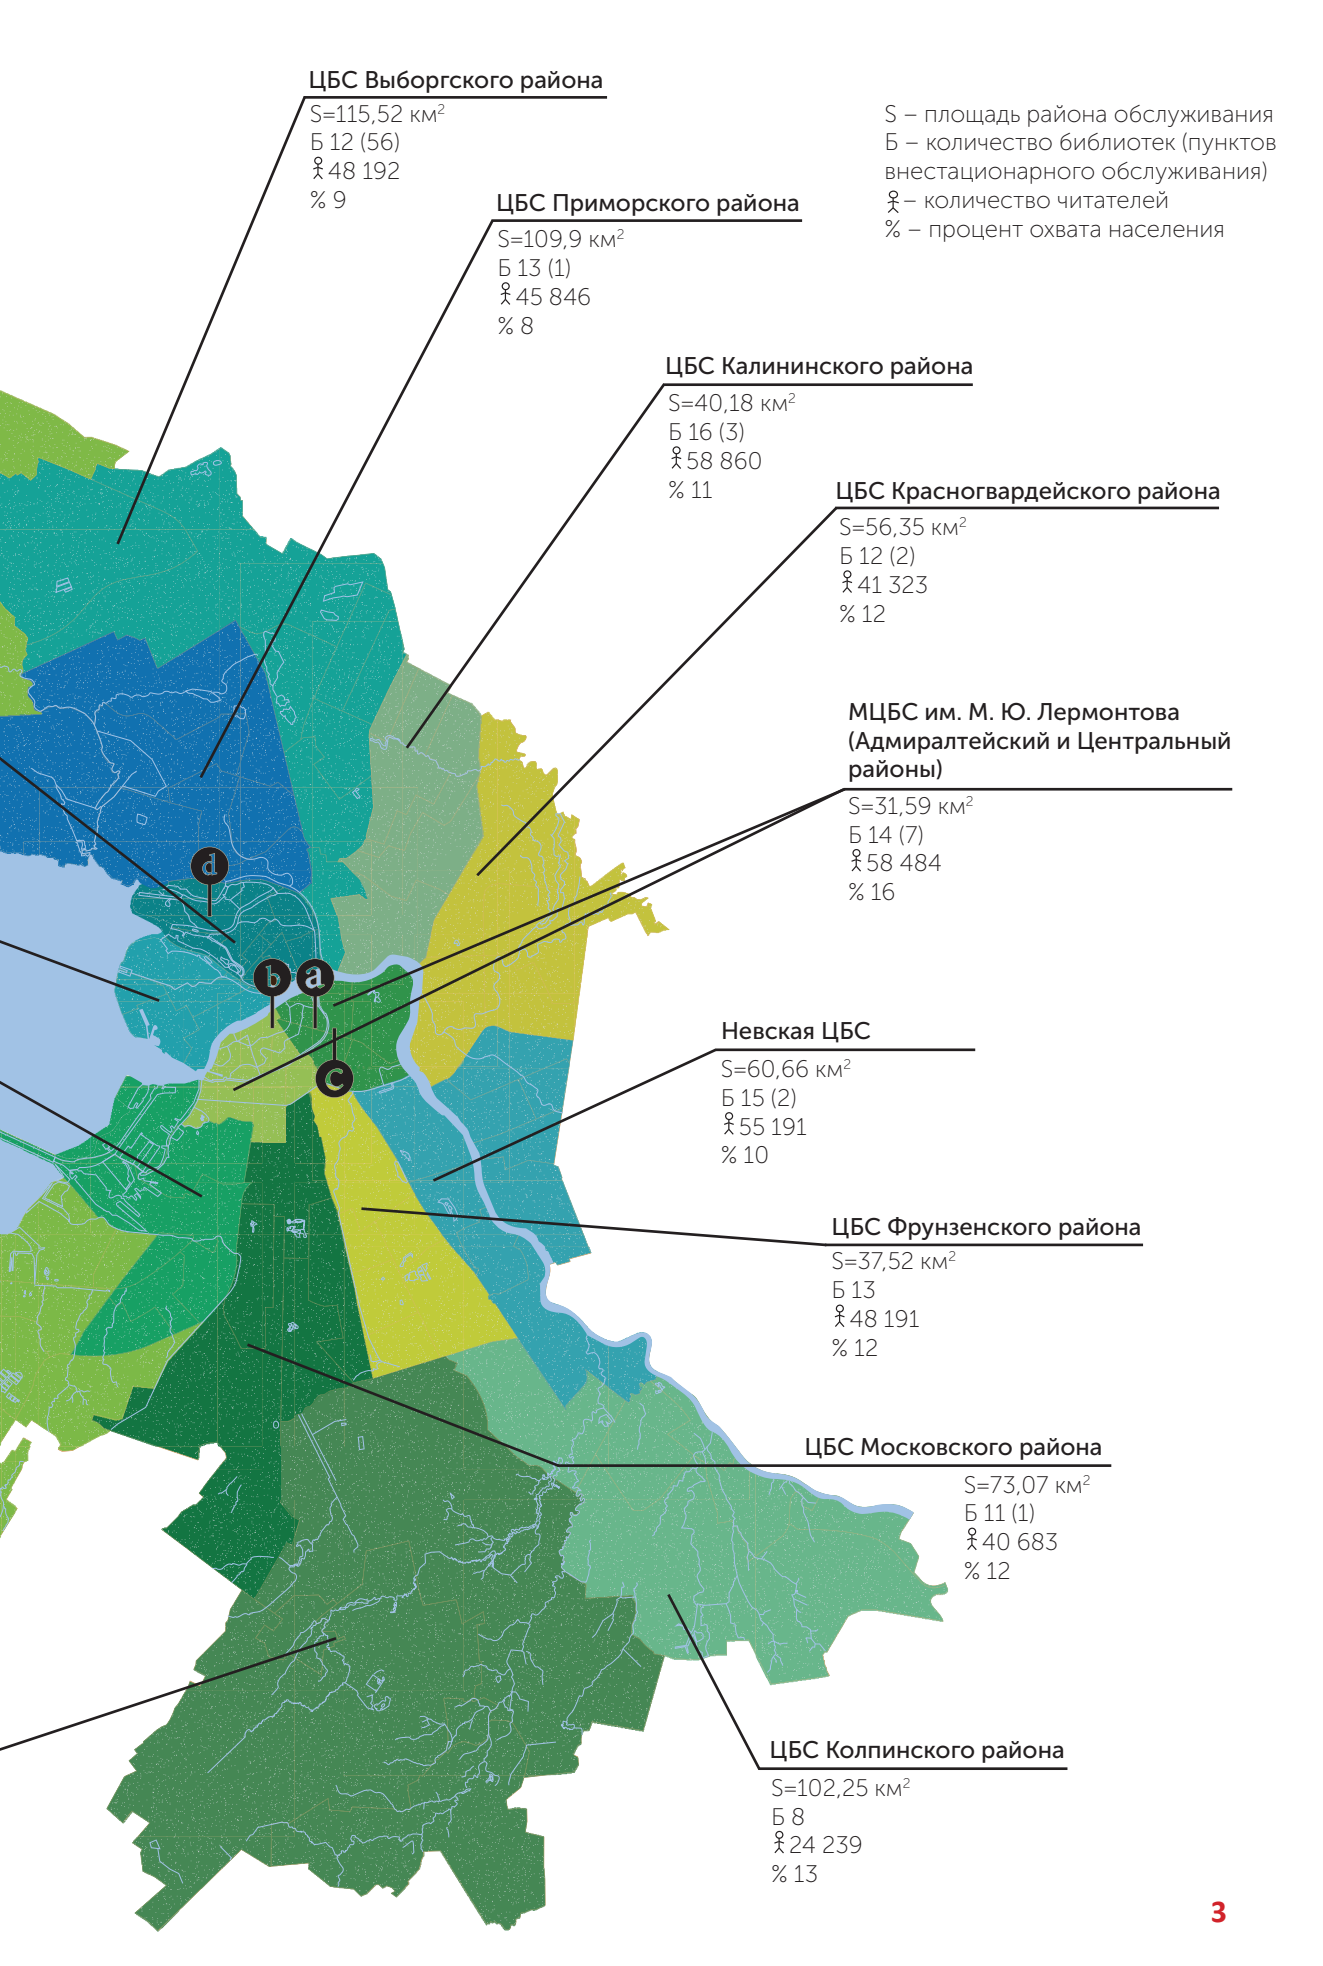 ЦБС Выборгского района
S=115,52 км²
Б 12 (56)
48 192
% 9
S – площадь района обслуживания
Б – количество библиотек (пунктов
внестационарного обслуживания)
– количество читателей
% – процент охвата населения
ЦБС Приморского района
S=109,9 км²
Б 13 (1)
45 846
% 8
ЦБС Калининского района
S=40,18 км²
Б 16 (3)
58 860
% 11
ЦБС Красногвардейского района
S=56,35 км²
Б 12 (2)
41 323
% 12
МЦБС им. М. Ю. Лермонтова
(Адмиралтейский и Центральный
районы)
S=31,59 км²
Б 14 (7)
58 484
% 16
d
b
a
c
Невская ЦБС
S=60,66 км²
Б 15 (2)
55 191
% 10
ЦБС Фрунзенского района
S=37,52 км²
Б 13
48 191
% 12
ЦБС Московского района
S=73,07 км²
Б 11 (1)
40 683
% 12
ЦБС Колпинского района
S=102,25 км²
Б 8
24 239
% 13
3